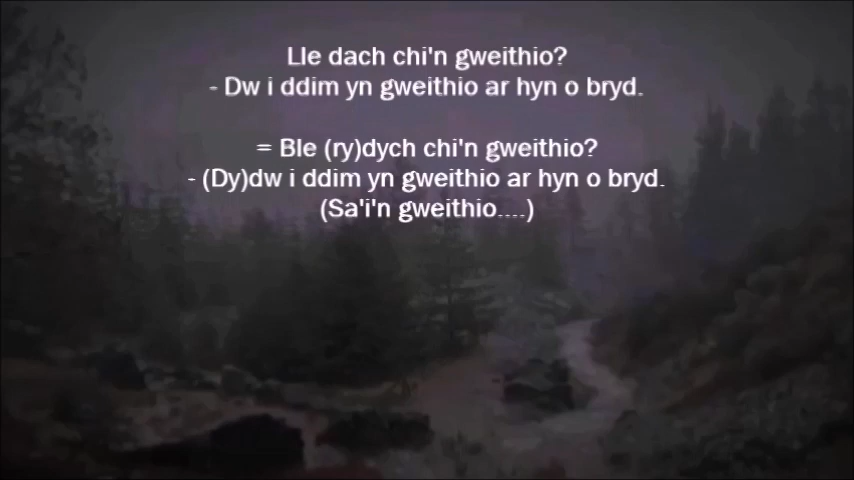 Lle dach chi'n gweithio?
- Dw i ddim yn gweithio ar hyn o bryd.
= Ble (ry)dych chi'n gweithio?
- (Dy)dw i ddim yn gweithio ar hyn o bryd.
(Sa'i'n gweithio....)